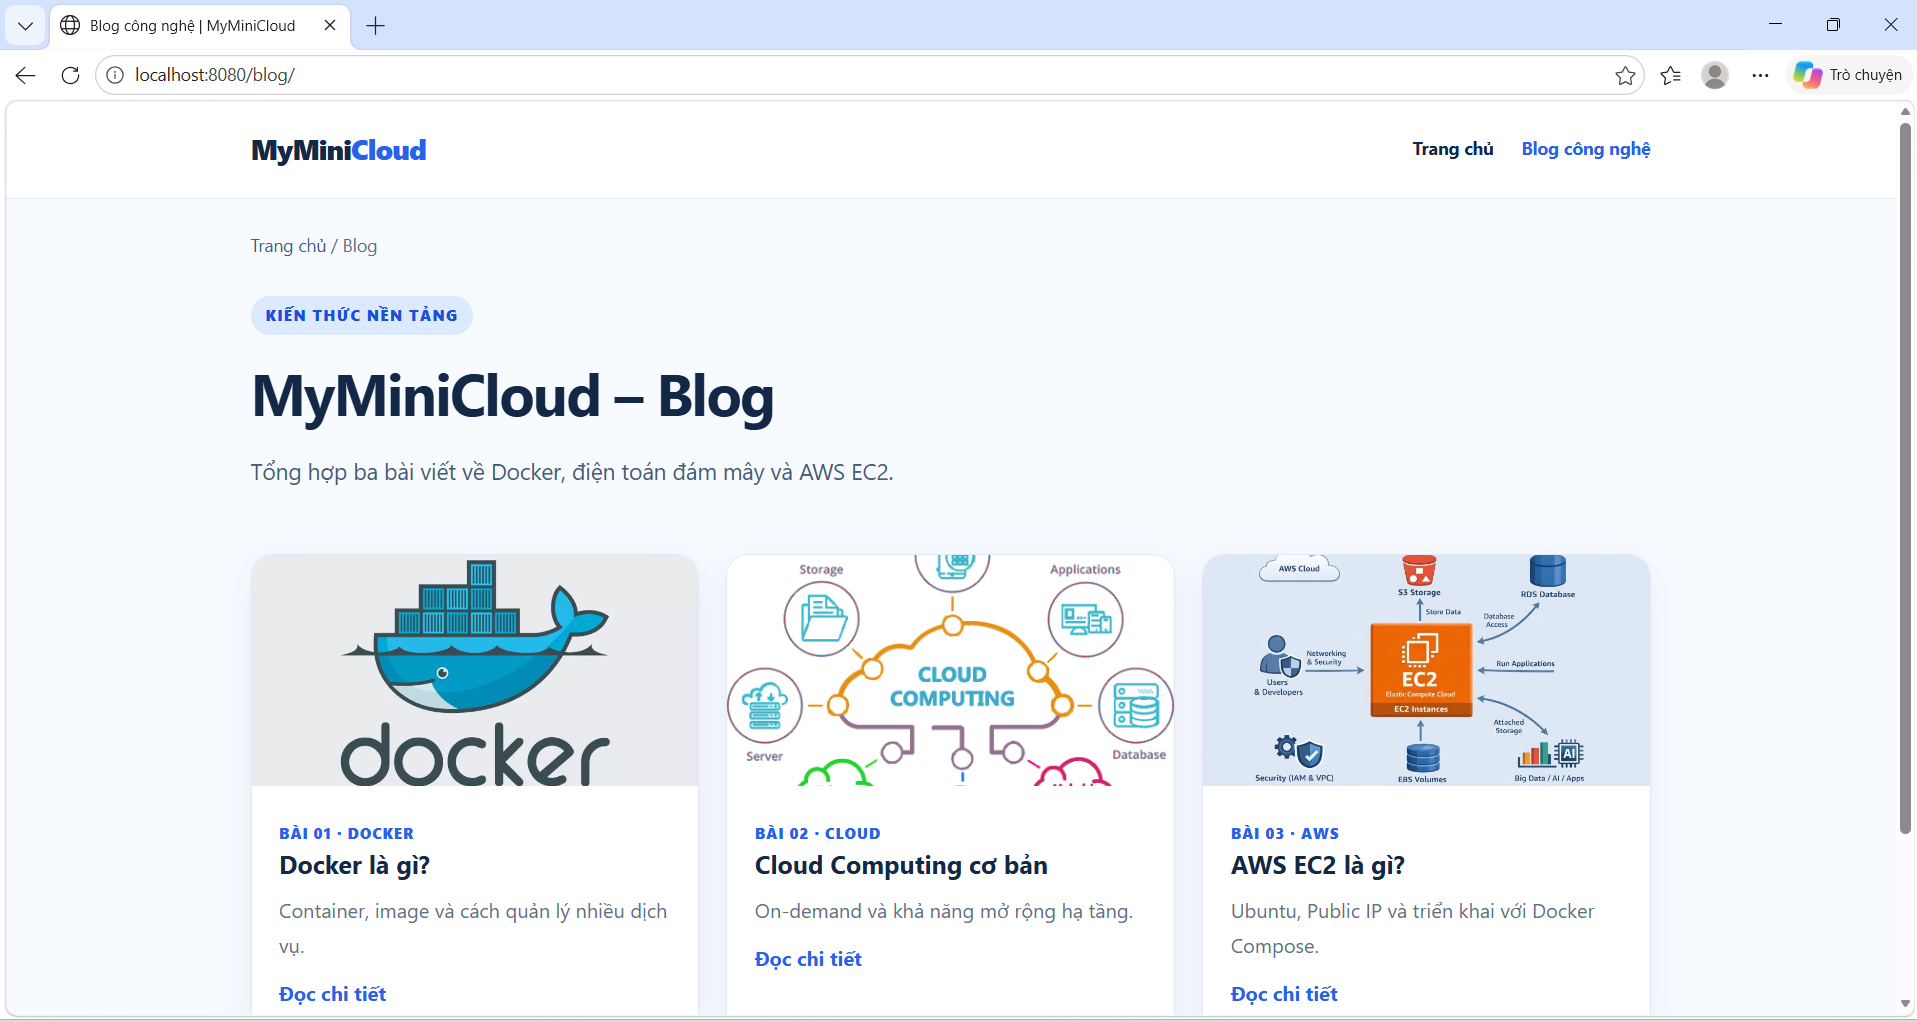 Blog công nghệ | MyMiniCloud
localhost:8080/blog/
Trò chuyện
MyMiniCloud
Trang chủ
Blog công nghệ
Trang chủ / Blog
KIẾN THỨC NỀN TẢNG
MyMiniCloud – Blog
Tổng hợp ba bài viết về Docker, điện toán đám mây và AWS EC2.
docker
BÀI 01 · DOCKER
Docker là gì?
Container, image và cách quản lý nhiều dịch
vụ.
Đọc chi tiết
Storage
Applications
CLOUD
COMPUTING
Server
Database
BÀI 02 · CLOUD
Cloud Computing cơ bản
On-demand và khả năng mở rộng hạ tầng.
Đọc chi tiết
AWS Cloud
S3 Storage
RDS Database
Store Data
Database
Access
Networking
& Security
Users
& Developers
EC2
Elastic Compute Cloud
EC2 Instances
Run Applications
Attached
Storage
AI
Security (IAM & VPC)
EBS Volumes
Big Data / AI / Apps
BÀI 03 · AWS
AWS EC2 là gì?
Ubuntu, Public IP và triển khai với Docker
Compose.
Đọc chi tiết